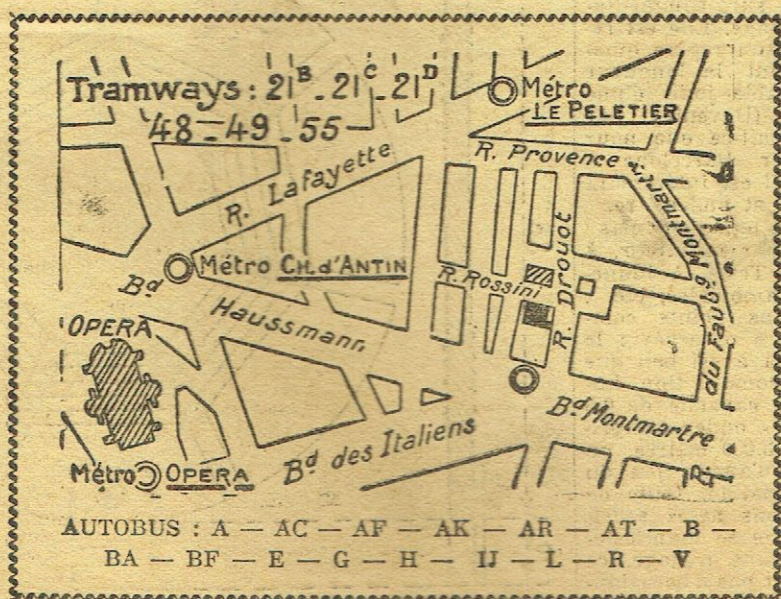 Tramways : 21B - 21C - 21D
48 - 49 - 55
Métro
LE PELETIER
R. Provence
R. Lafayette
du Faug Montmartre
Métro CH. d'ANTIN
R. Rossini
R. Drouot
Bd Haussmann
OPERA
Bd Montmartre
Bd des Italiens
Métro OPERA
R.
AUTOBUS : A — AC — AF — AK — AR — AT — B —
BA — BF — E — G — H — IJ — L — R — V